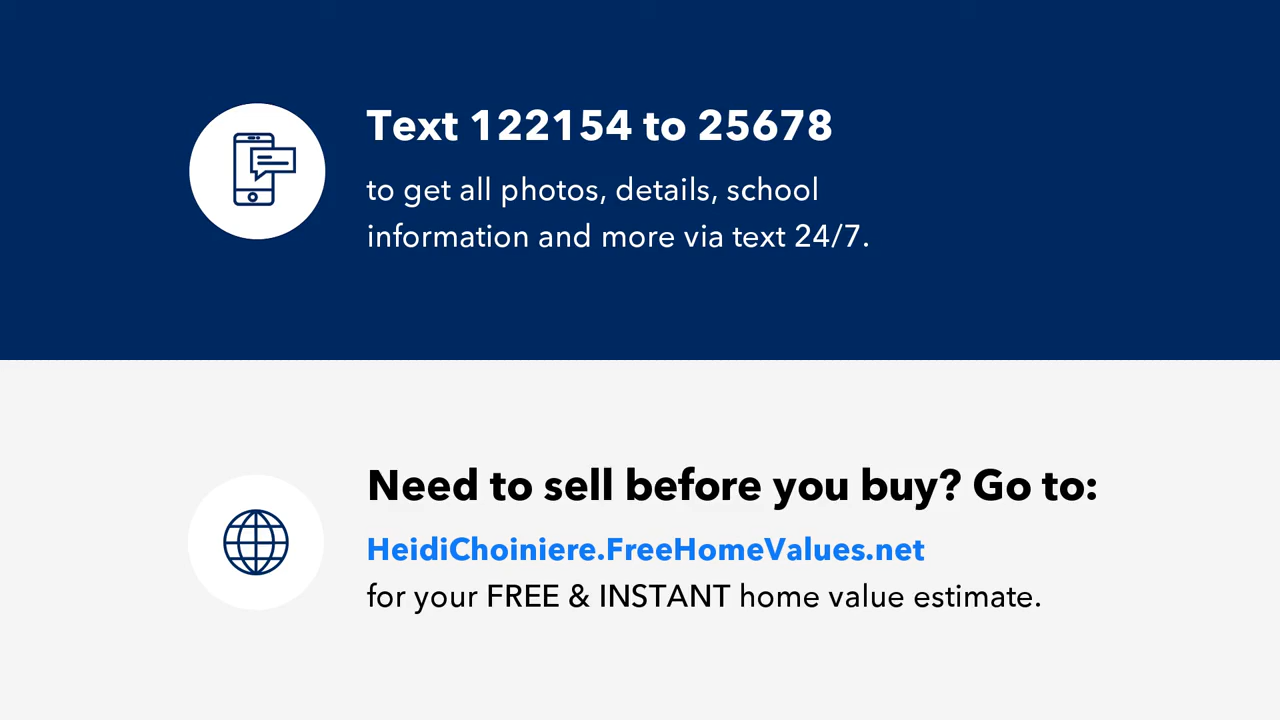 Text 122154 to 25678
to get all photos, details, school
information and more via text 24/7.
Need to sell before you buy? Go to:
HeidiChoiniere.FreeHomeValues.net
for your FREE & INSTANT home value estimate.